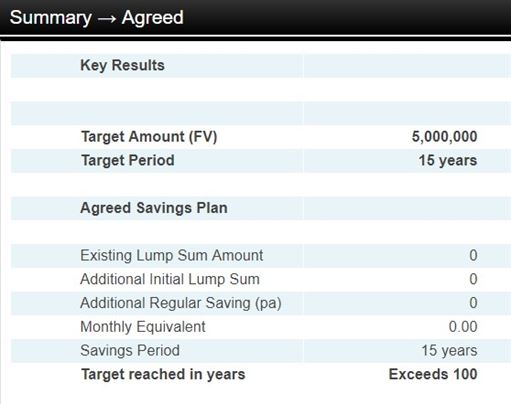 Summary → Agreed
Key Results
Target Amount (FV) 5,000,000
Target Period 15 years
Agreed Savings Plan
Existing Lump Sum Amount 0
Additional Initial Lump Sum 0
Additional Regular Saving (pa) 0
Monthly Equivalent 0.00
Savings Period 15 years
Target reached in years Exceeds 100